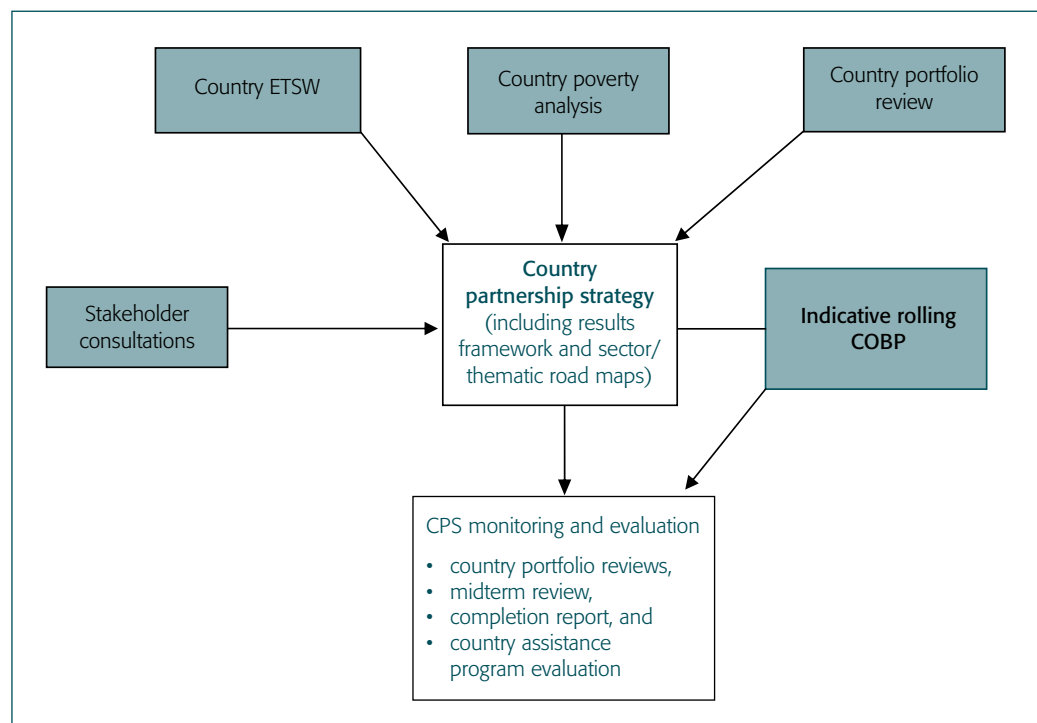 Country ETSW
Country poverty
analysis
Country portfolio
review
Stakeholder
consultations
Country
partnership strategy
(including results
framework and sector/
thematic road maps)
Indicative rolling
COBP
CPS monitoring and evaluation
• country portfolio reviews,
• midterm review,
• completion report, and
• country assistance
program evaluation